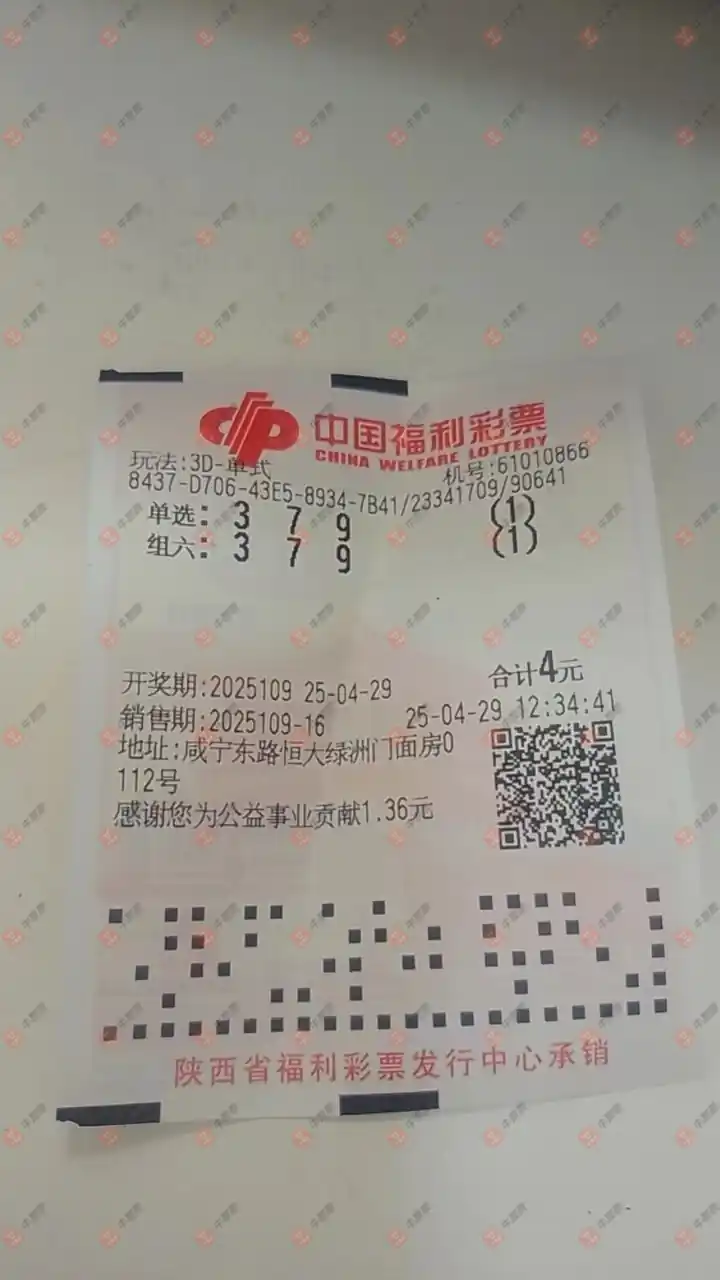 中国福利彩票
CHINA WELFARE LOTTERY
玩法:3D-单式 机号:61010866
8437-D706-43E5-8934-7B41/23341709/90641
单选: 3 7 9 (1)
组六: 3 7 9 (1)
合计4元
开奖期:2025109 25-04-29
销售期:2025109-16 25-04-29 12:34:41
地址:咸宁东路恒大绿洲门面房0
112号
感谢您为公益事业贡献1.36元
陕西省福利彩票发行中心承销